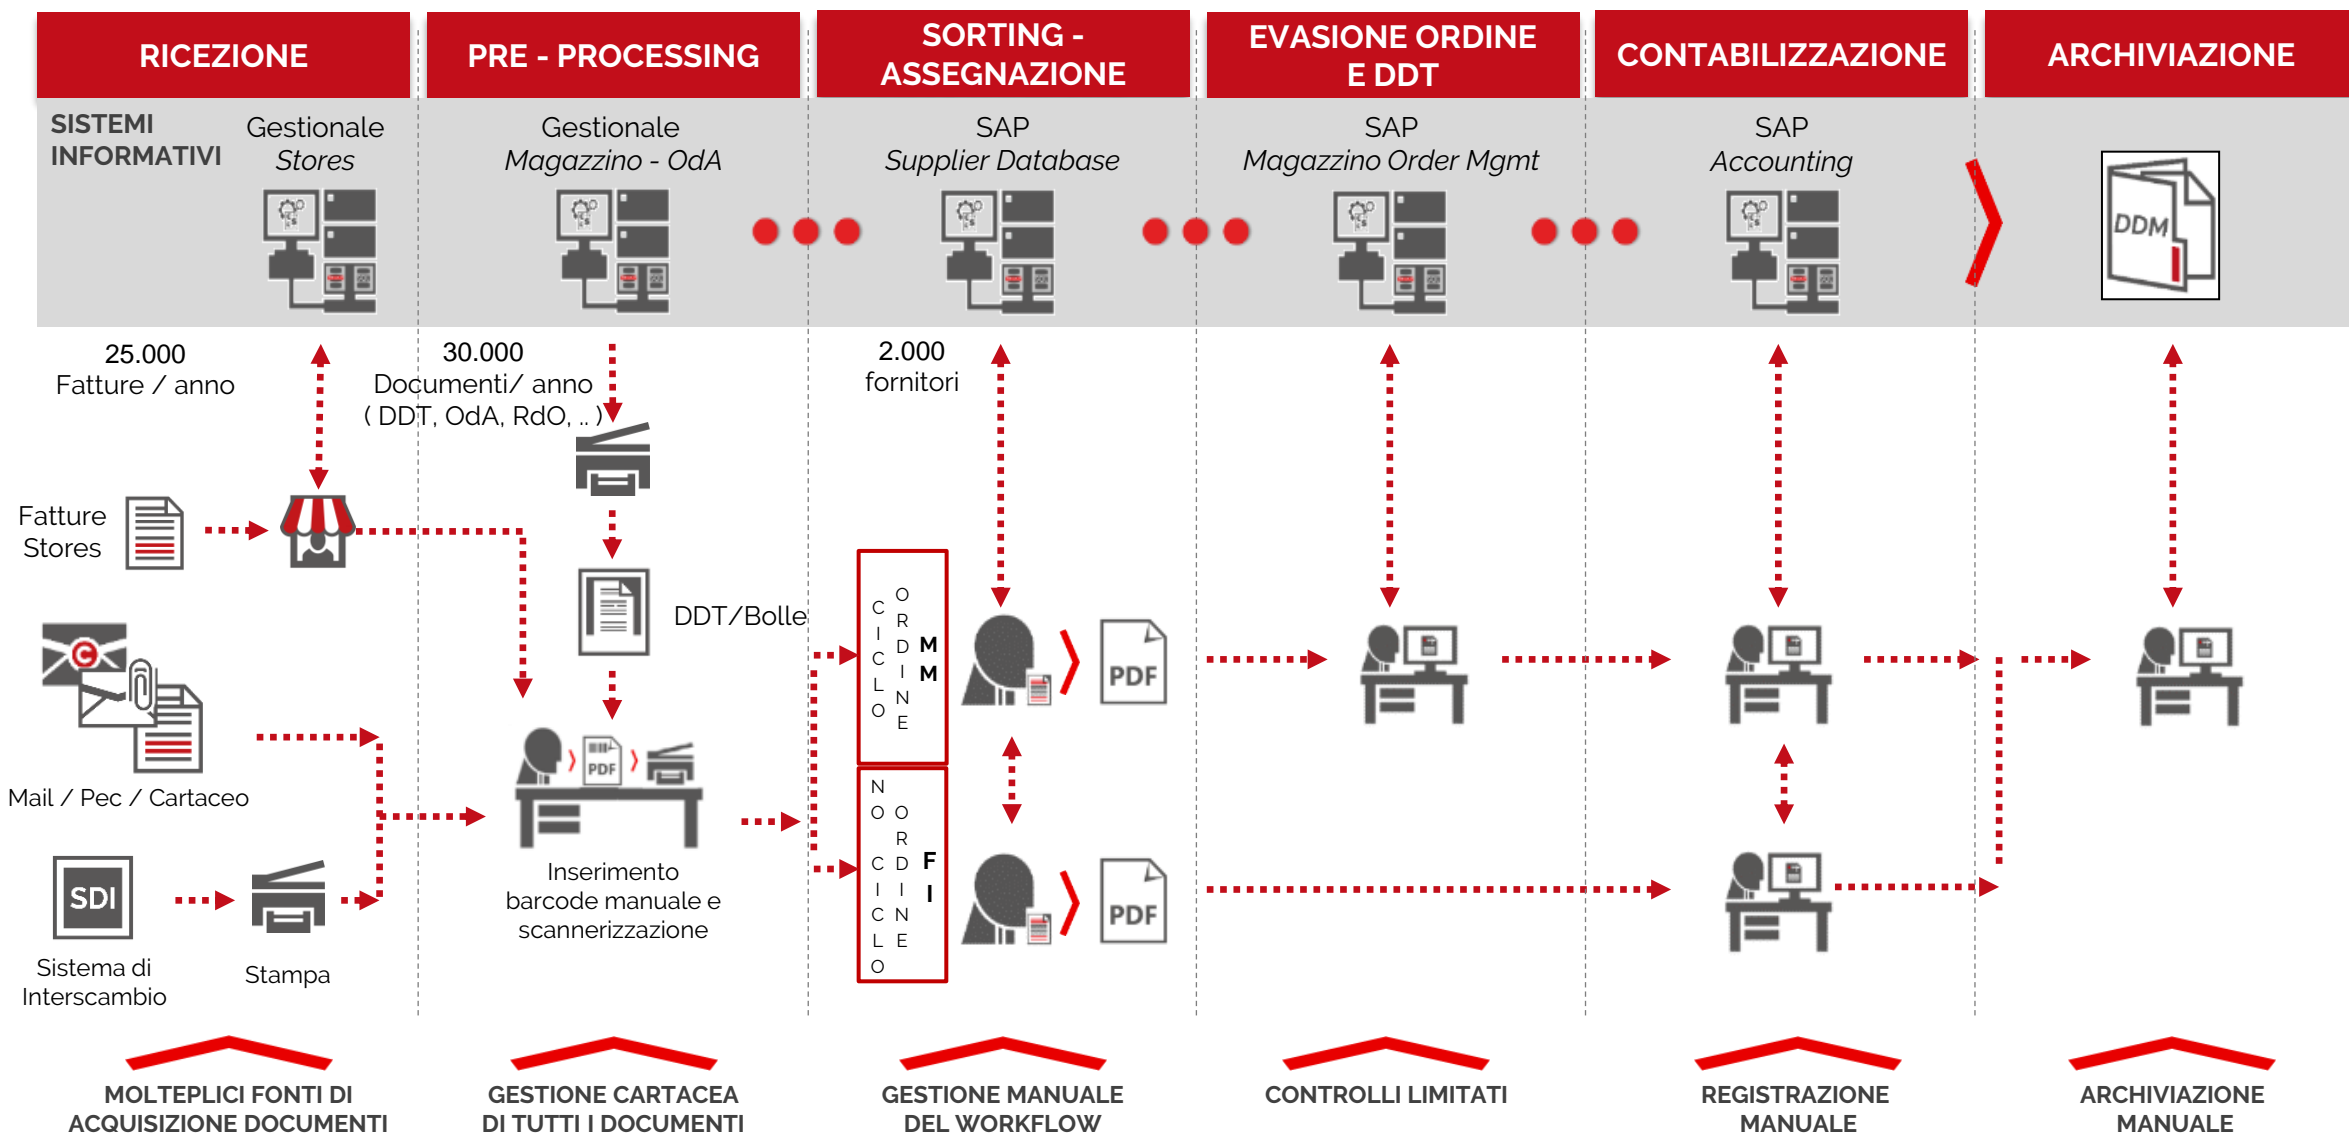 RICEZIONE
PRE - PROCESSING
SORTING -
ASSEGNAZIONE
EVASIONE ORDINE
E DDT
CONTABILIZZAZIONE
ARCHIVIAZIONE
SISTEMI
INFORMATIVI
Gestionale
Stores
Gestionale
Magazzino - OdA
SAP
Supplier Database
SAP
Magazzino Order Mgmt
SAP
Accounting
DDM
25.000
Fatture / anno
30.000
Documenti/ anno
( DDT, OdA, RdO, .. )
2.000
fornitori
Fatture
Stores
DDT/Bolle
Mail / Pec / Cartaceo
C
SDI
Sistema di
Interscambio
Stampa
PDF
Inserimento
barcode manuale e
scannerizzazione
CICLO
ORDINE
MM
PDF
NO CICLO
ORDINE
FI
PDF
MOLTEPLICI FONTI DI
ACQUISIZIONE DOCUMENTI
GESTIONE CARTACEA
DI TUTTI I DOCUMENTI
GESTIONE MANUALE
DEL WORKFLOW
CONTROLLI LIMITATI
REGISTRAZIONE
MANUALE
ARCHIVIAZIONE
MANUALE